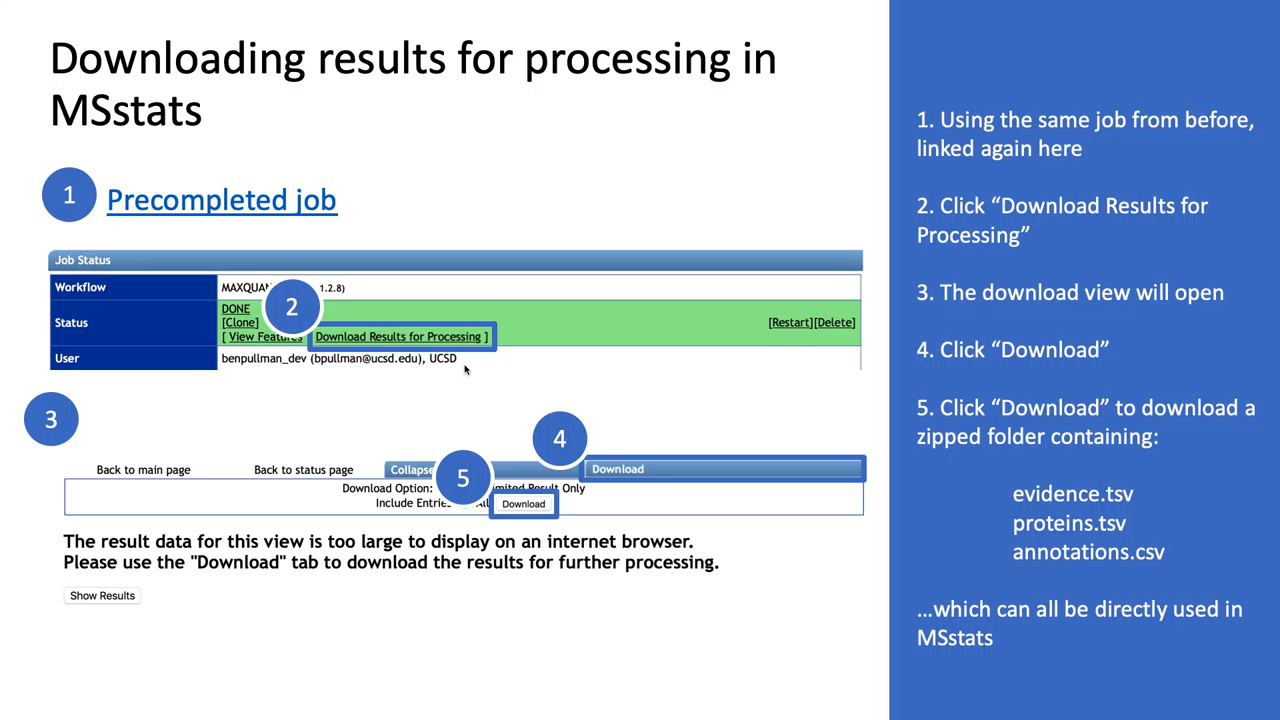 Downloading results for processing in
MSstats
1 Precompleted job
Job Status
Workflow MAXQUAN 1.2.8)
2
Status DONE
[Clone] [Restart][Delete]
[ View Features Download Results for Processing ]
User benpullman_dev (bpullman@ucsd.edu), UCSD
3
4
Back to main page Back to status page Collapse Download
5
Download Option: Result Only
Include Entries Download
The result data for this view is too large to display on an internet browser.
Please use the "Download" tab to download the results for further processing.
Show Results
1. Using the same job from before,
linked again here
2. Click “Download Results for
Processing”
3. The download view will open
4. Click “Download”
5. Click “Download” to download a
zipped folder containing:
evidence.tsv
proteins.tsv
annotations.csv
...which can all be directly used in
MSstats